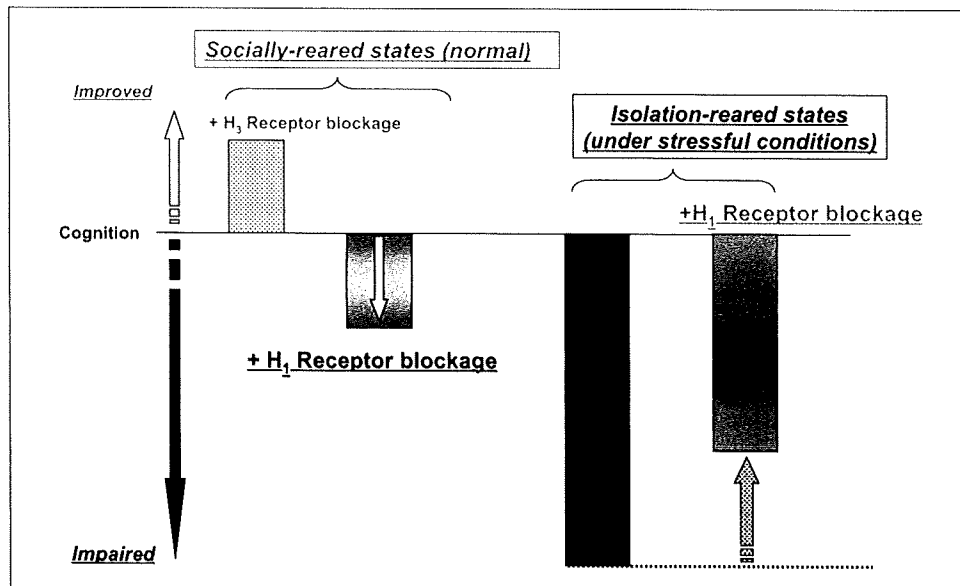 Socially-reared states (normal)
Improved
+ H3 Receptor blockage
Isolation-reared states
(under stressful conditions)
+H1 Receptor blockage
Cognition
+ H1 Receptor blockage
Impaired